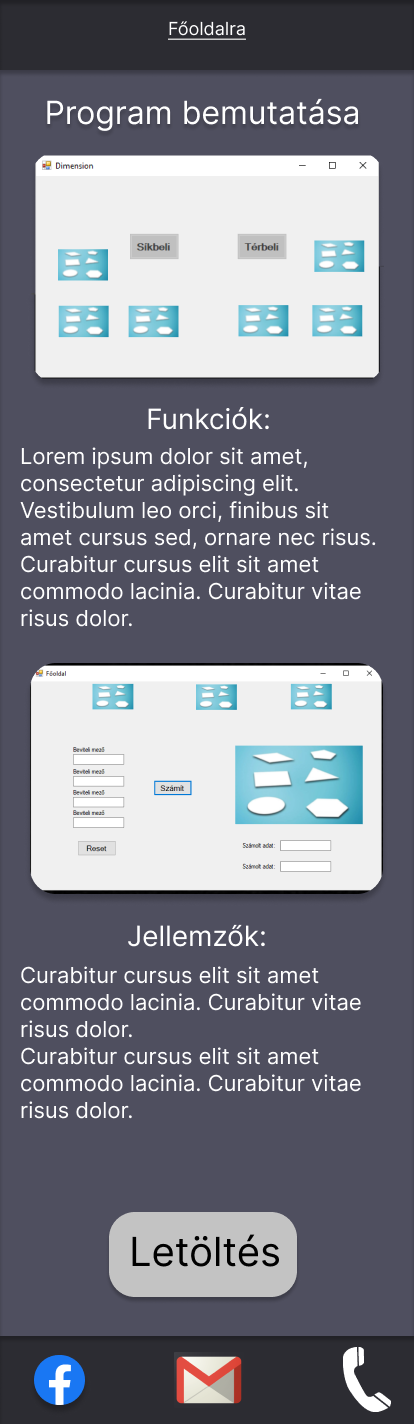 Főoldalra
Program bemutatása
Dimension
Síkbeli
Térbeli
Funkciók:
Lorem ipsum dolor sit amet,
consectetur adipiscing elit.
Vestibulum leo orci, finibus sit
amet cursus sed, ornare nec risus.
Curabitur cursus elit sit amet
commodo lacinia. Curabitur vitae
risus dolor.
Főoldal
Beviteli mező
Beviteli mező
Beviteli mező
Beviteli mező
Számít
Reset
Számolt adat:
Számolt adat:
Jellemzők:
Curabitur cursus elit sit amet
commodo lacinia. Curabitur vitae
risus dolor.
Curabitur cursus elit sit amet
commodo lacinia. Curabitur vitae
risus dolor.
Letöltés